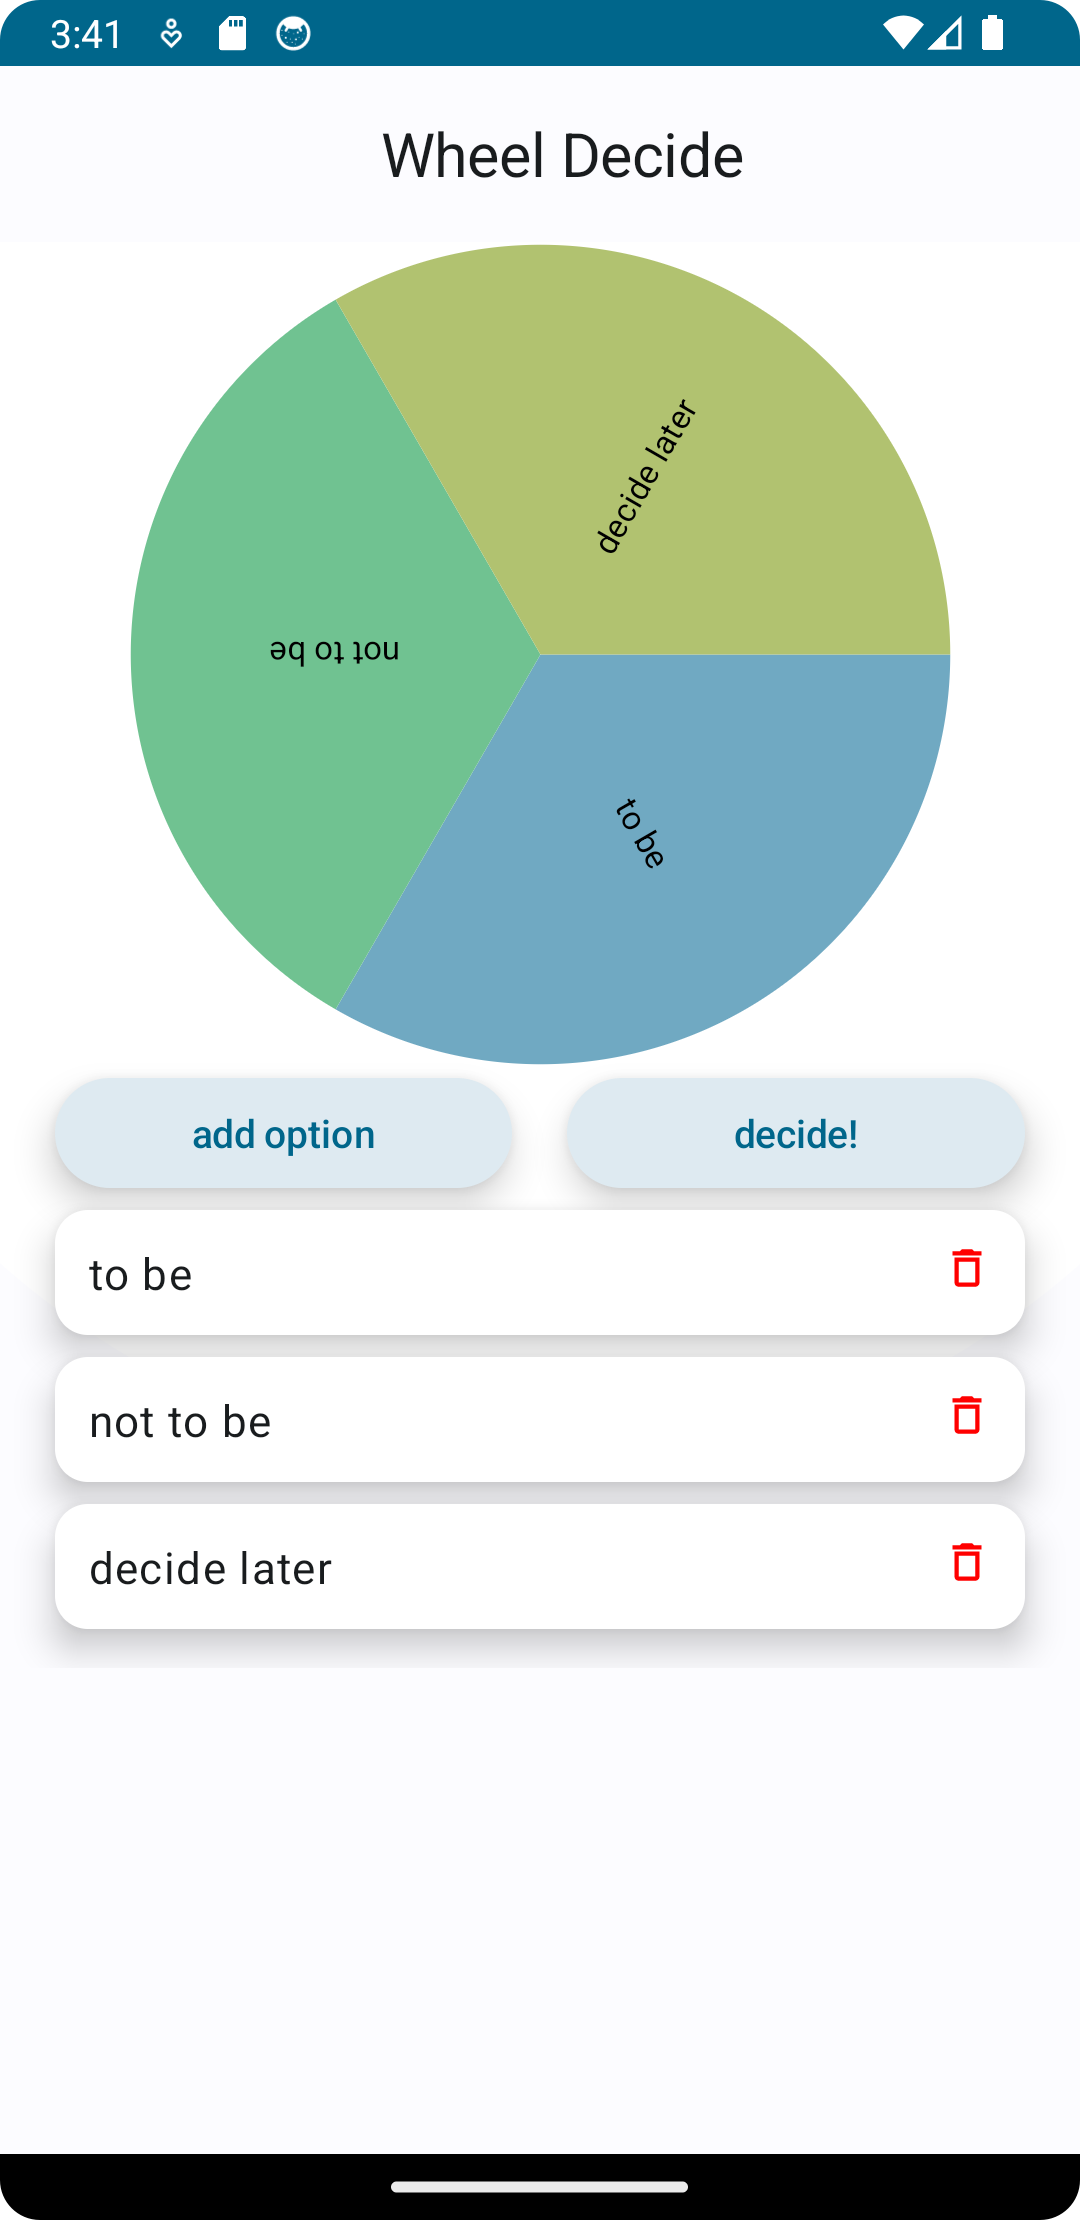 3:41
Wheel Decide
decide later
not to be
to be
add option
decide!
to be
not to be
decide later